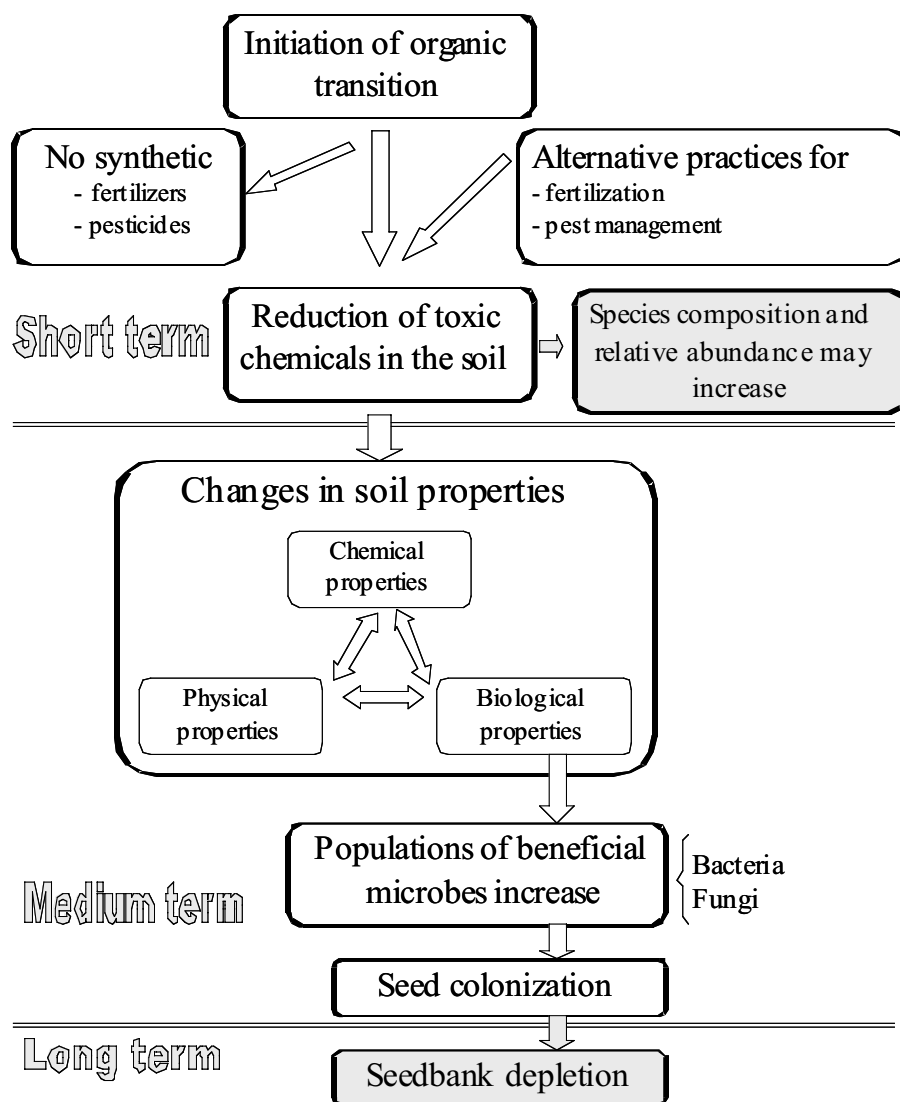 Initiation of organic
transition
No synthetic
- fertilizers
- pesticides
Alternative practices for
- fertilization
- pest management
Short term
Reduction of toxic
chemicals in the soil
Species composition and
relative abundance may
increase
Changes in soil properties
Chemical
properties
Physical
properties
Biological
properties
Populations of beneficial
microbes increase
Bacteria
Fungi
Medium term
Seed colonization
Long term
Seedbank depletion